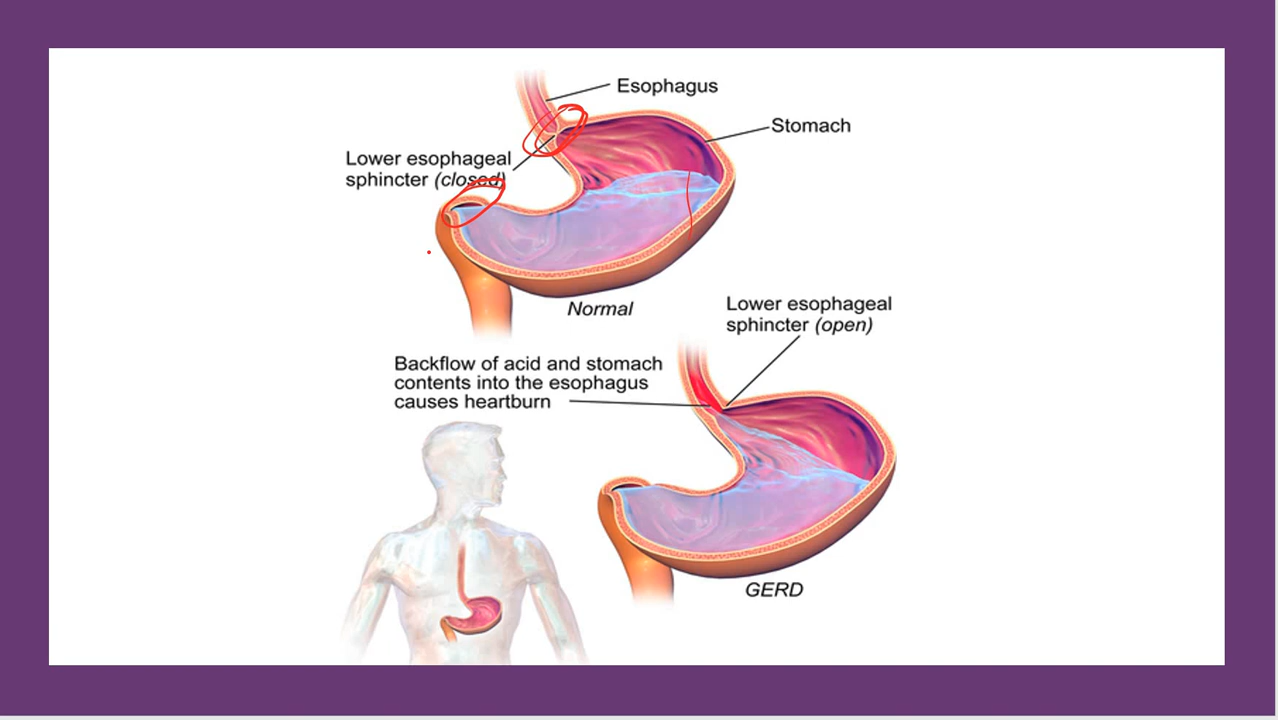 Esophagus
Stomach
Lower esophageal
sphincter (closed)
Normal
Lower esophageal
sphincter (open)
Backflow of acid and stomach
contents into the esophagus
causes heartburn
GERD